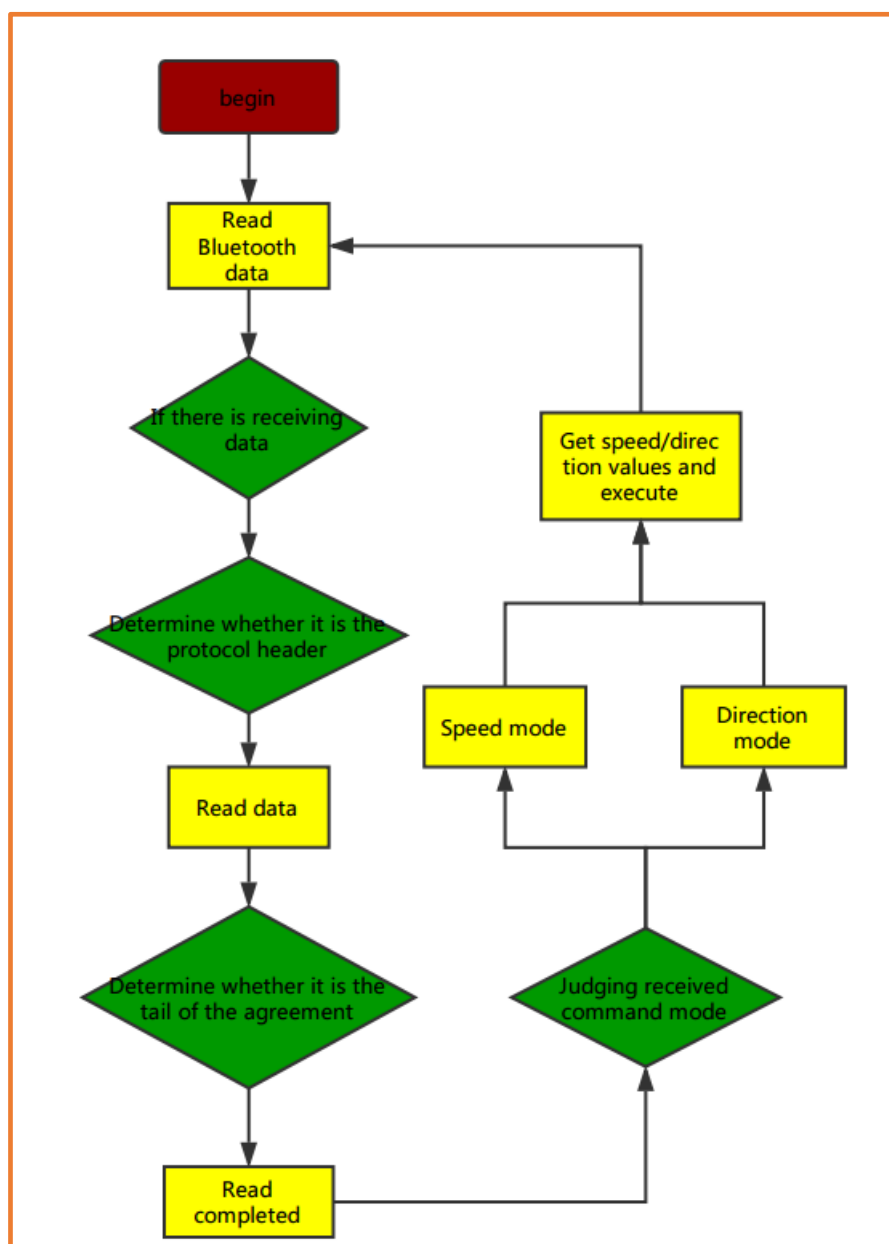 begin
Read
Bluetooth
data
If there is receiving
data
Determine whether it is the
protocol header
Read data
Determine whether it is the
tail of the agreement
Read
completed
Judging received
command mode
Speed mode
Direction
mode
Get speed/direc
tion values and
execute